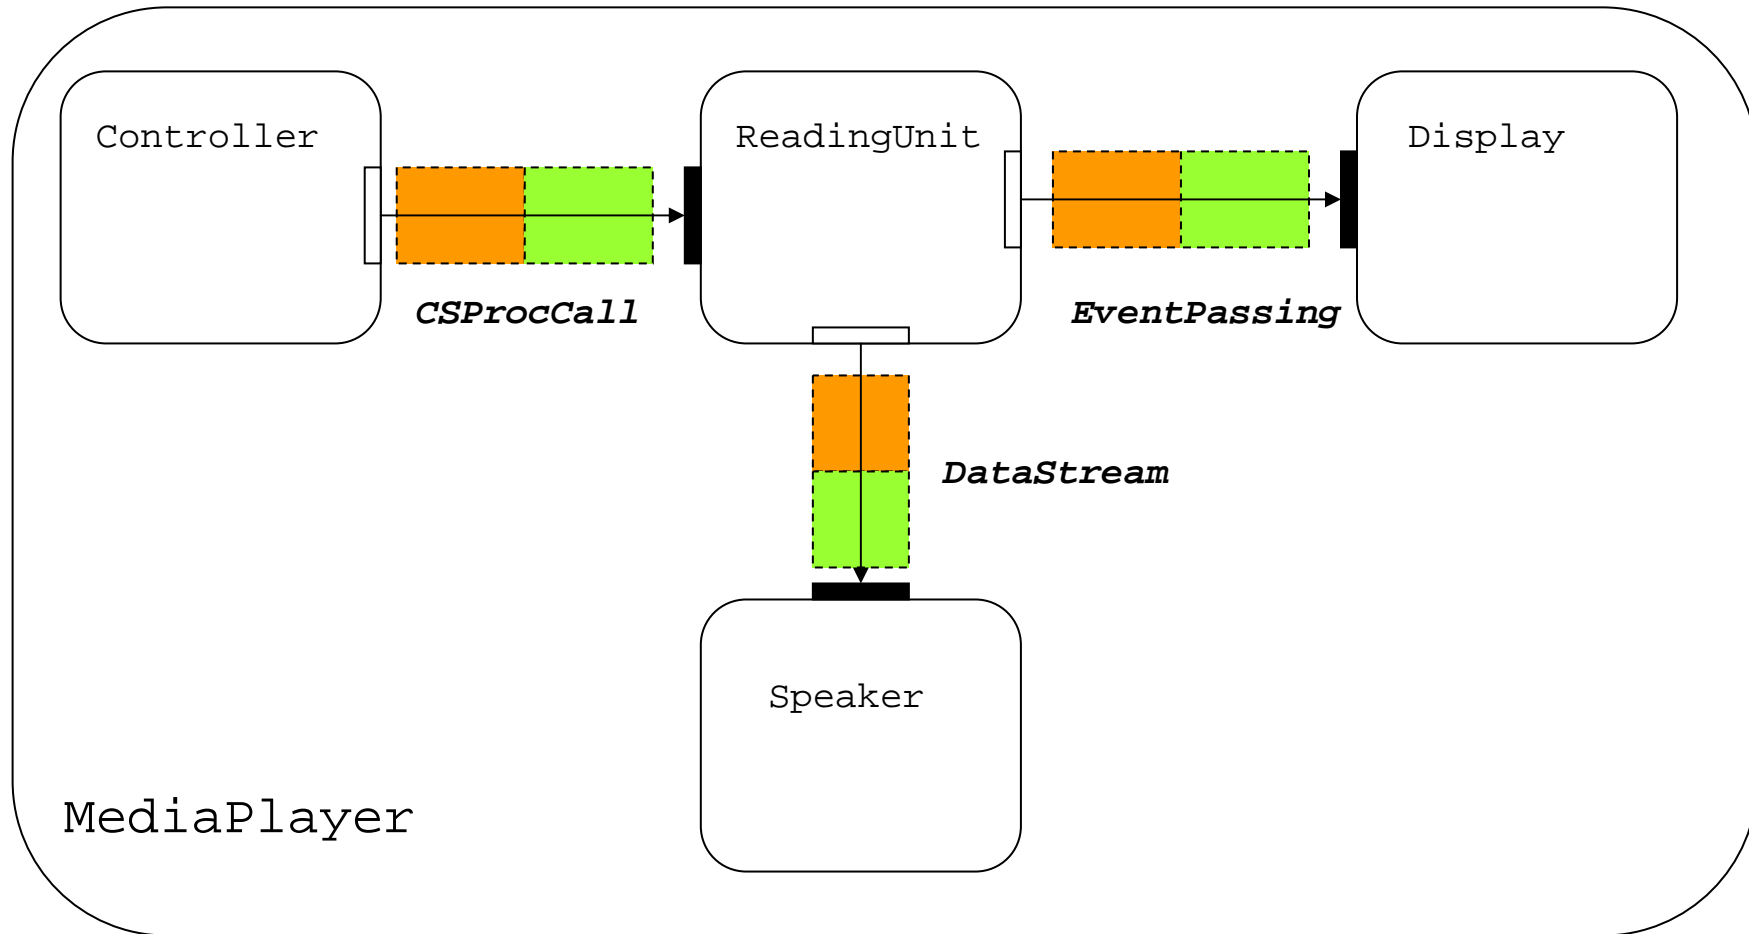 Controller
ReadingUnit
Display
CSProcCall
EventPassing
DataStream
Speaker
MediaPlayer